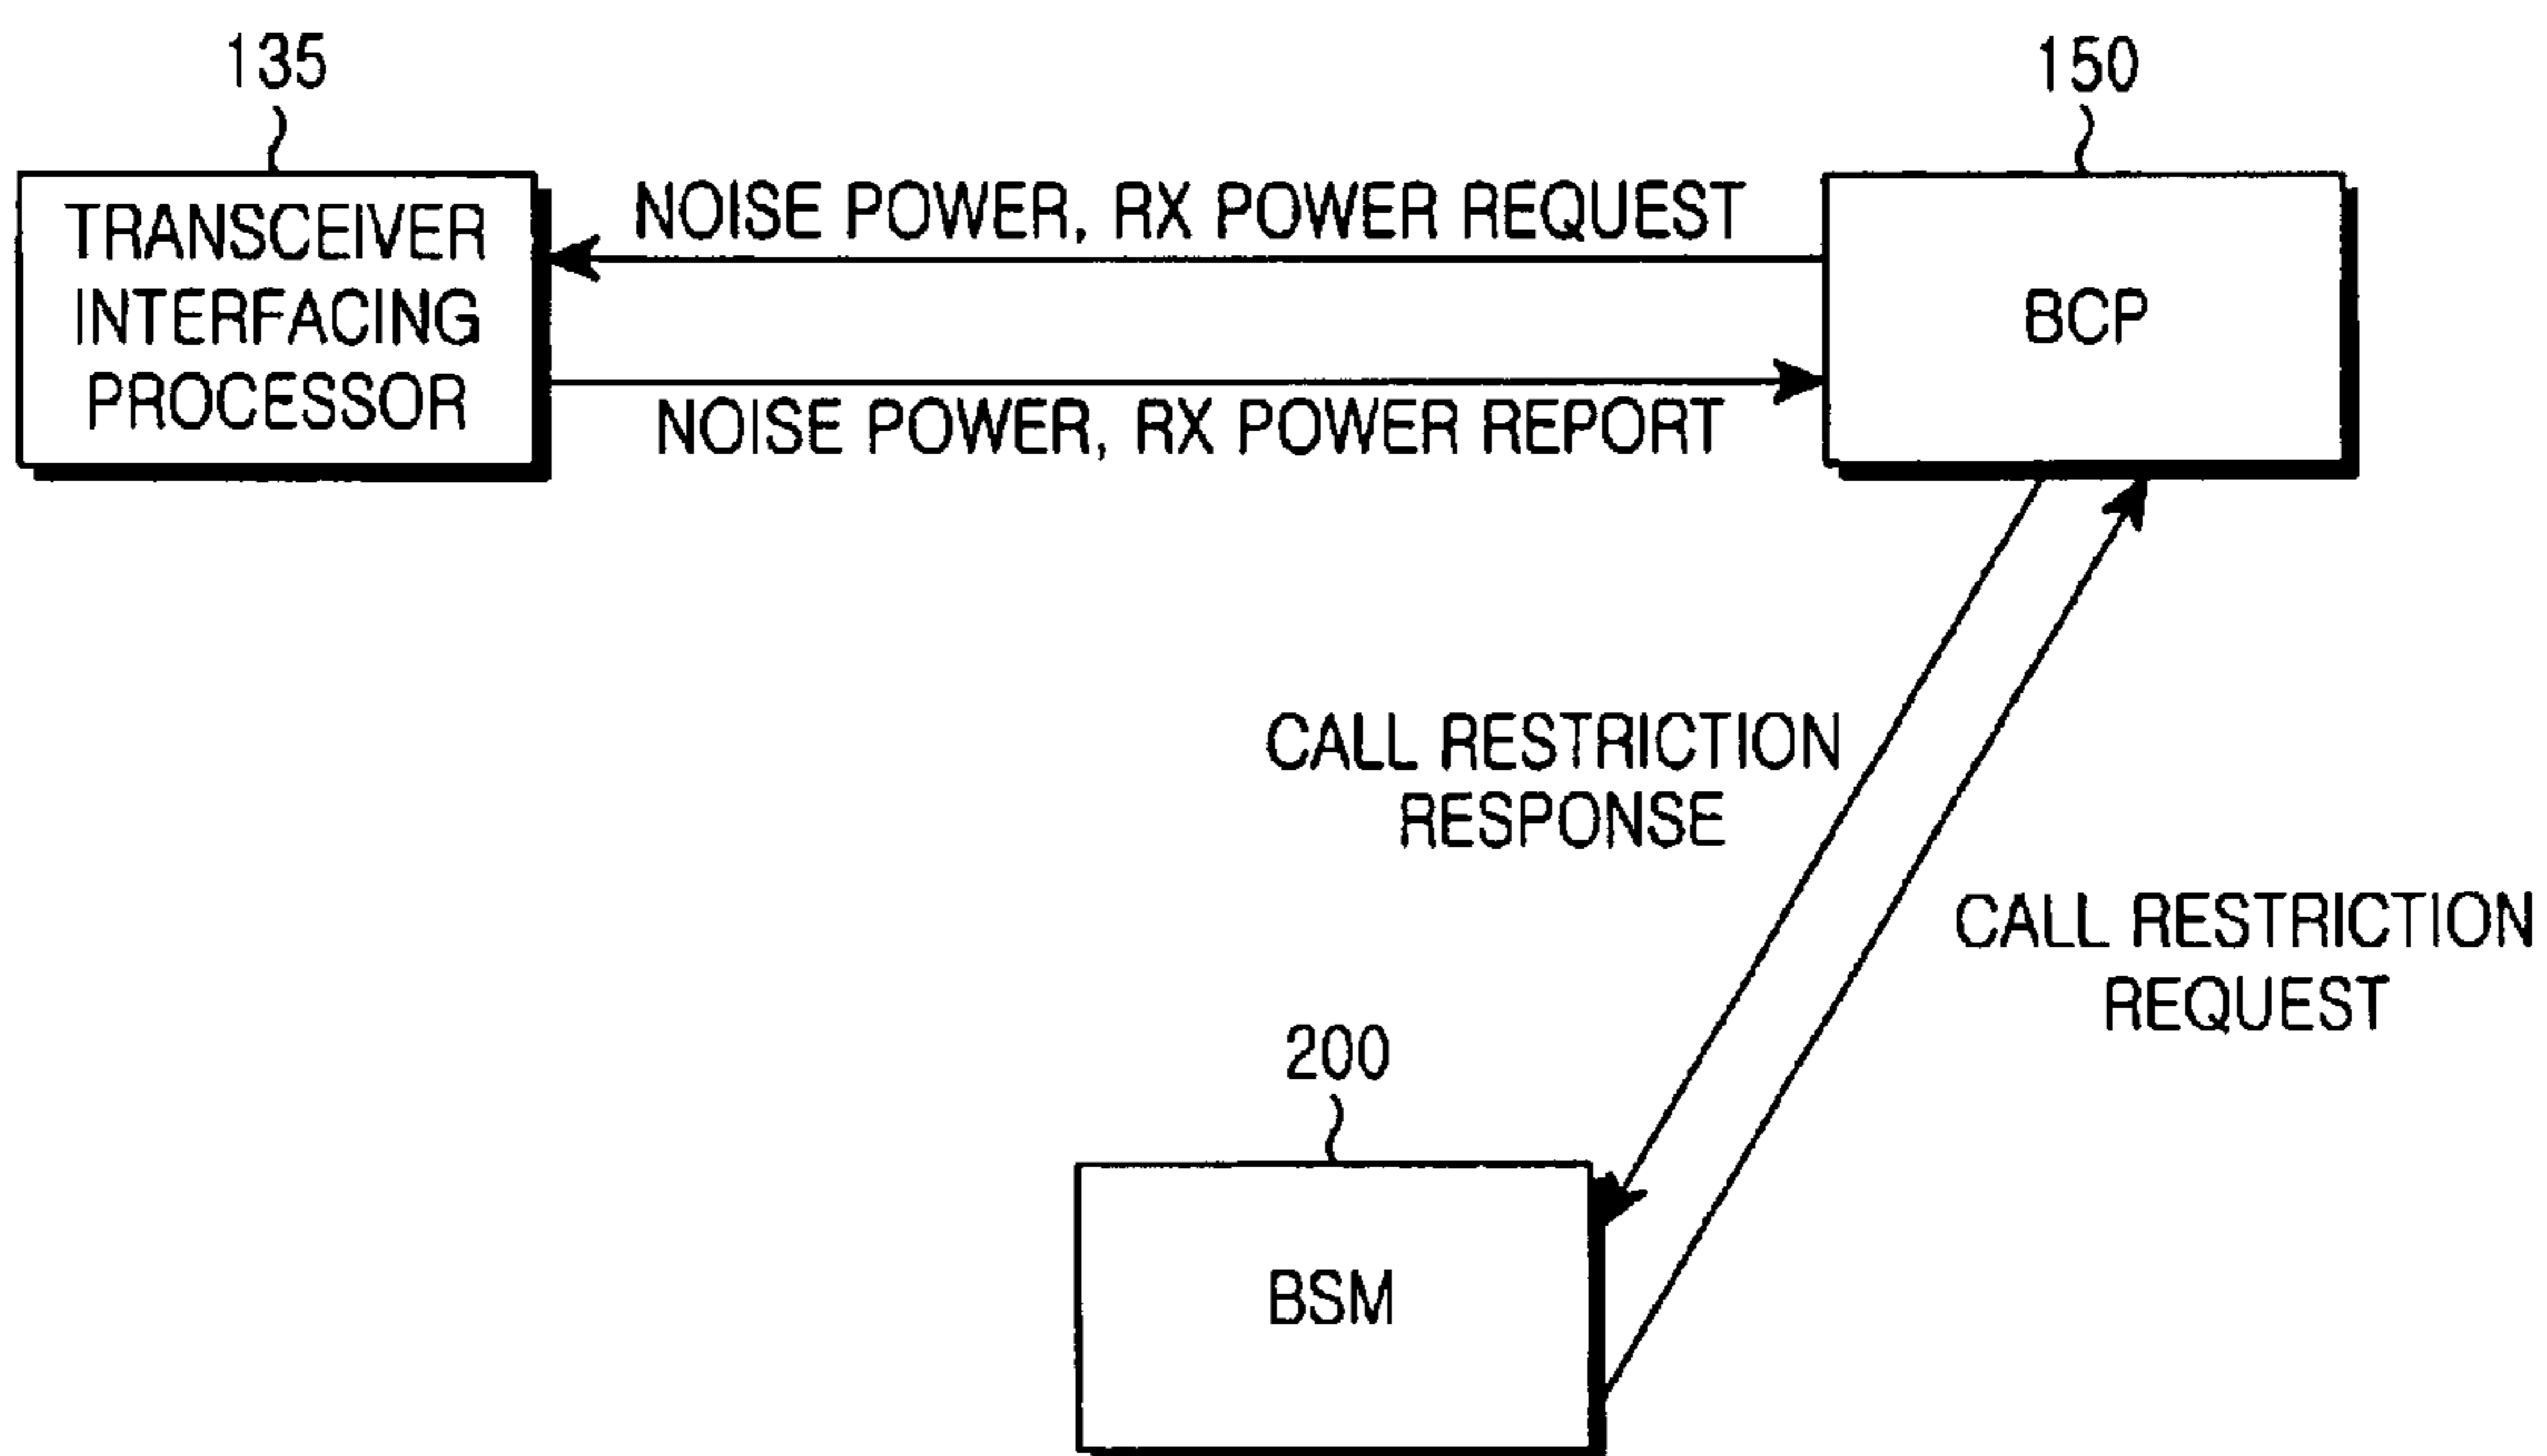 135
150
TRANSCEIVER
INTERFACING
PROCESSOR
NOISE POWER, RX POWER REQUEST
NOISE POWER, RX POWER REPORT
BCP
CALL RESTRICTION
RESPONSE
CALL RESTRICTION
REQUEST
200
BSM